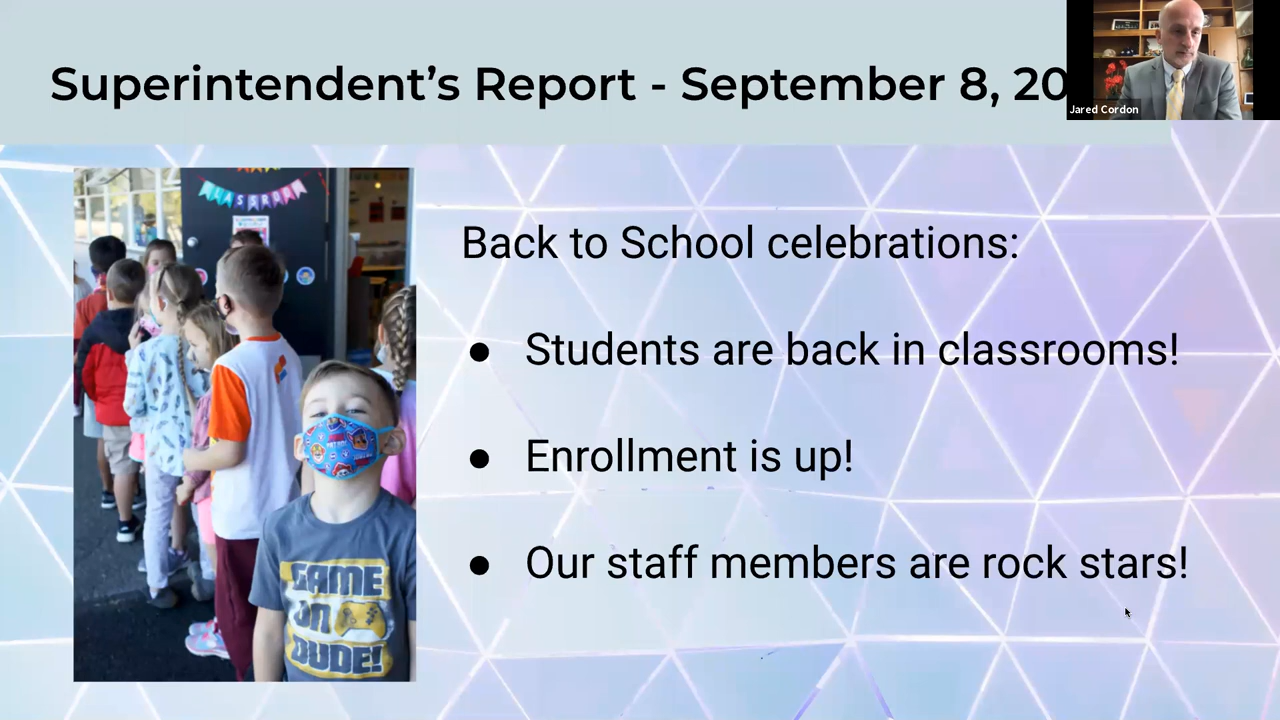 Superintendent's Report - September 8, 20
Jared Cordon
CLASSROOM
Back to School celebrations:
● Students are back in classrooms!
● Enrollment is up!
● Our staff members are rock stars!
GAME
ON
DUDE!